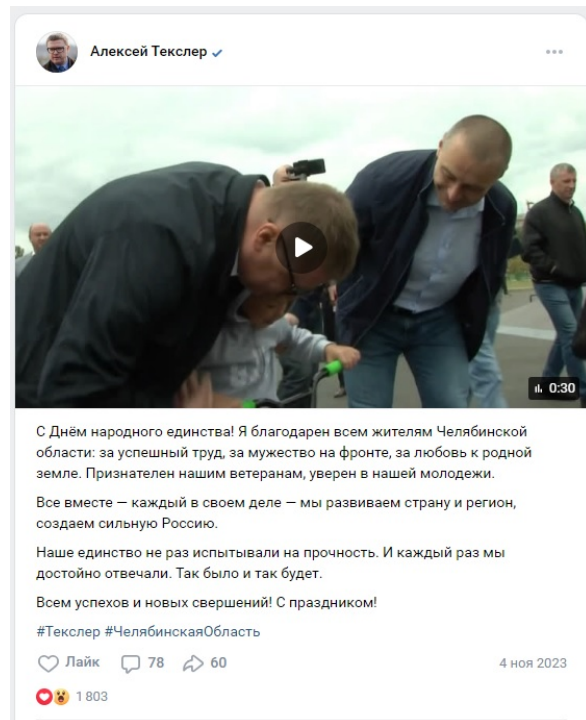 Алексей Текслер
0:30
С Днём народного единства! Я благодарен всем жителям Челябинской
области: за успешный труд, за мужество на фронте, за любовь к родной
земле. Признателен нашим ветеранам, уверен в нашей молодежи.
Все вместе — каждый в своем деле — мы развиваем страну и регион,
создаем сильную Россию.
Наше единство не раз испытывали на прочность. И каждый раз мы
достойно отвечали. Так было и так будет.
Всем успехов и новых свершений! С праздником!
#Текслер #ЧелябинскаяОбласть
Лайк 78 60 4 ноя 2023
1 803